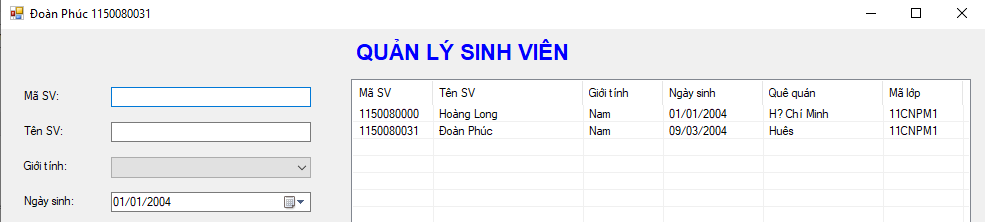 Đoàn Phúc 1150080031
QUẢN LÝ SINH VIÊN
Mã SV:
Tên SV:
Giới tính:
Ngày sinh:
01/01/2004
Mã SV Tên SV Giới tính Ngày sinh Quê quán Mã lớp
1150080000 Hoàng Long Nam 01/01/2004 H? Chí Minh 11CNPM1
1150080031 Đoàn Phúc Nam 09/03/2004 Huês 11CNPM1